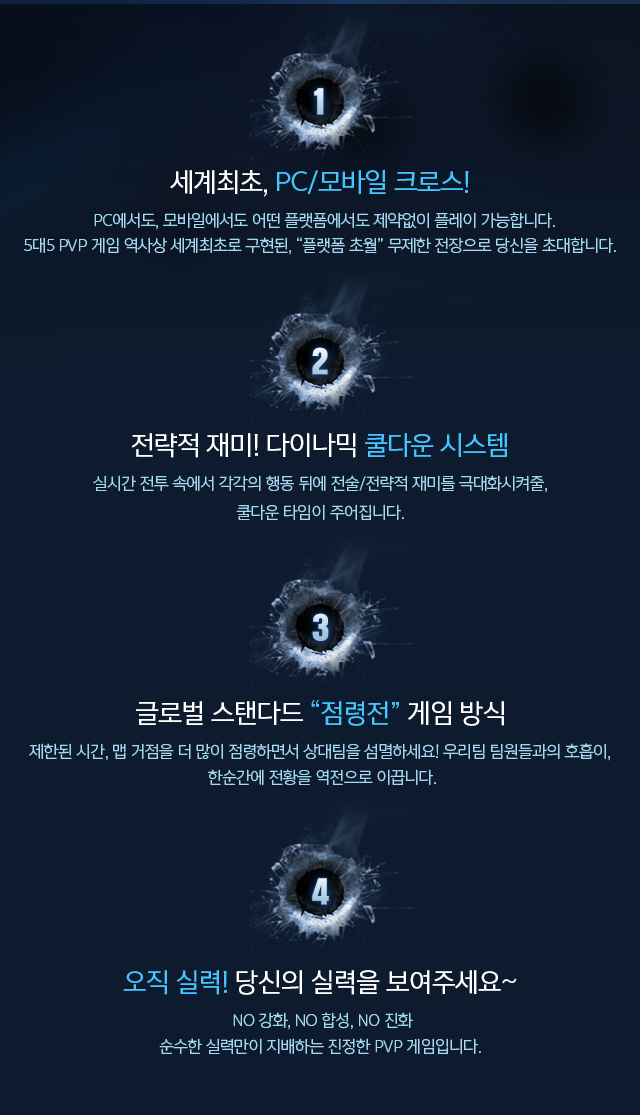 1
세계최초, PC/모바일 크로스!
PC에서도, 모바일에서도 어떤 플랫폼에서도 제약없이 플레이 가능합니다.
5대5 PVP 게임 역사상 세계최초로 구현된, “플랫폼 초월” 무제한 전장으로 당신을 초대합니다.
2
전략적 재미! 다이나믹 쿨다운 시스템
실시간 전투 속에서 각각의 행동 뒤에 전술/전략적 재미를 극대화시켜줄,
쿨다운 타임이 주어집니다.
3
글로벌 스탠다드 “점령전” 게임 방식
제한된 시간, 맵 거점을 더 많이 점령하면서 상대팀을 섬멸하세요! 우리팀 팀원들과의 호흡이,
한순간에 전황을 역전으로 이끕니다.
4
오직 실력! 당신의 실력을 보여주세요~
NO 강화, NO 합성, NO 진화
순수한 실력만이 지배하는 진정한 PVP 게임입니다.